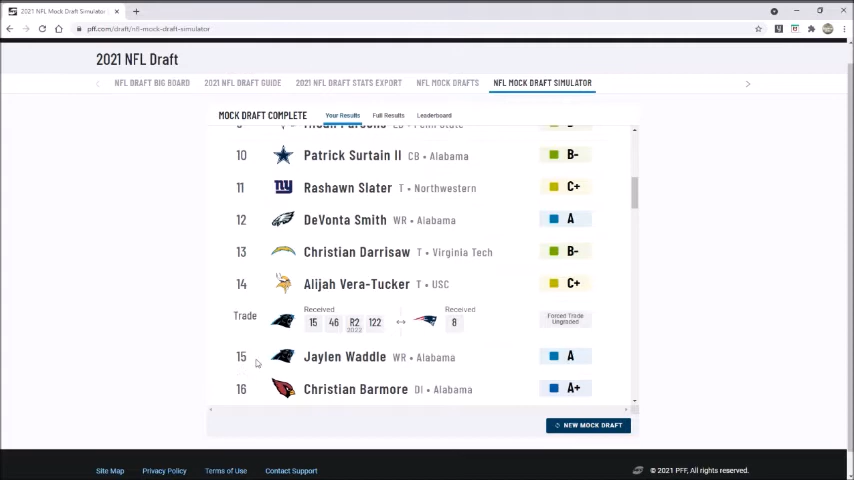 2021 NFL Mock Draft Simulator
pff.com/draft/nfl-mock-draft-simulator
2021 NFL Draft
NFL DRAFT BIG BOARD 2021 NFL DRAFT GUIDE 2021 NFL DRAFT STATS EXPORT NFL MOCK DRAFTS NFL MOCK DRAFT SIMULATOR
MOCK DRAFT COMPLETE Your Results Full Results Leaderboard
10 Patrick Surtain II CB • Alabama B-
11 Rashawn Slater T • Northwestern C+
12 DeVonta Smith WR • Alabama A
13 Christian Darrisaw T • Virginia Tech B-
14 Alijah Vera-Tucker T • USC C+
Trade Received 15 46 R2 2022 122 ↔ Received 8 Forced Trade Ungraded
15 Jaylen Waddle WR • Alabama A
16 Christian Barmore DI • Alabama A+
NEW MOCK DRAFT
Site Map Privacy Policy Terms of Use Contact Support © 2021 PFF, All rights reserved.